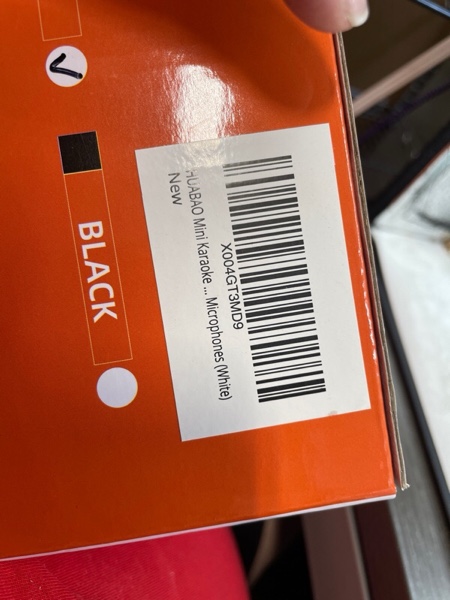 BLACK
X004GT3MD9
HUABAO Mini Karaoke ... Microphones (White)
New